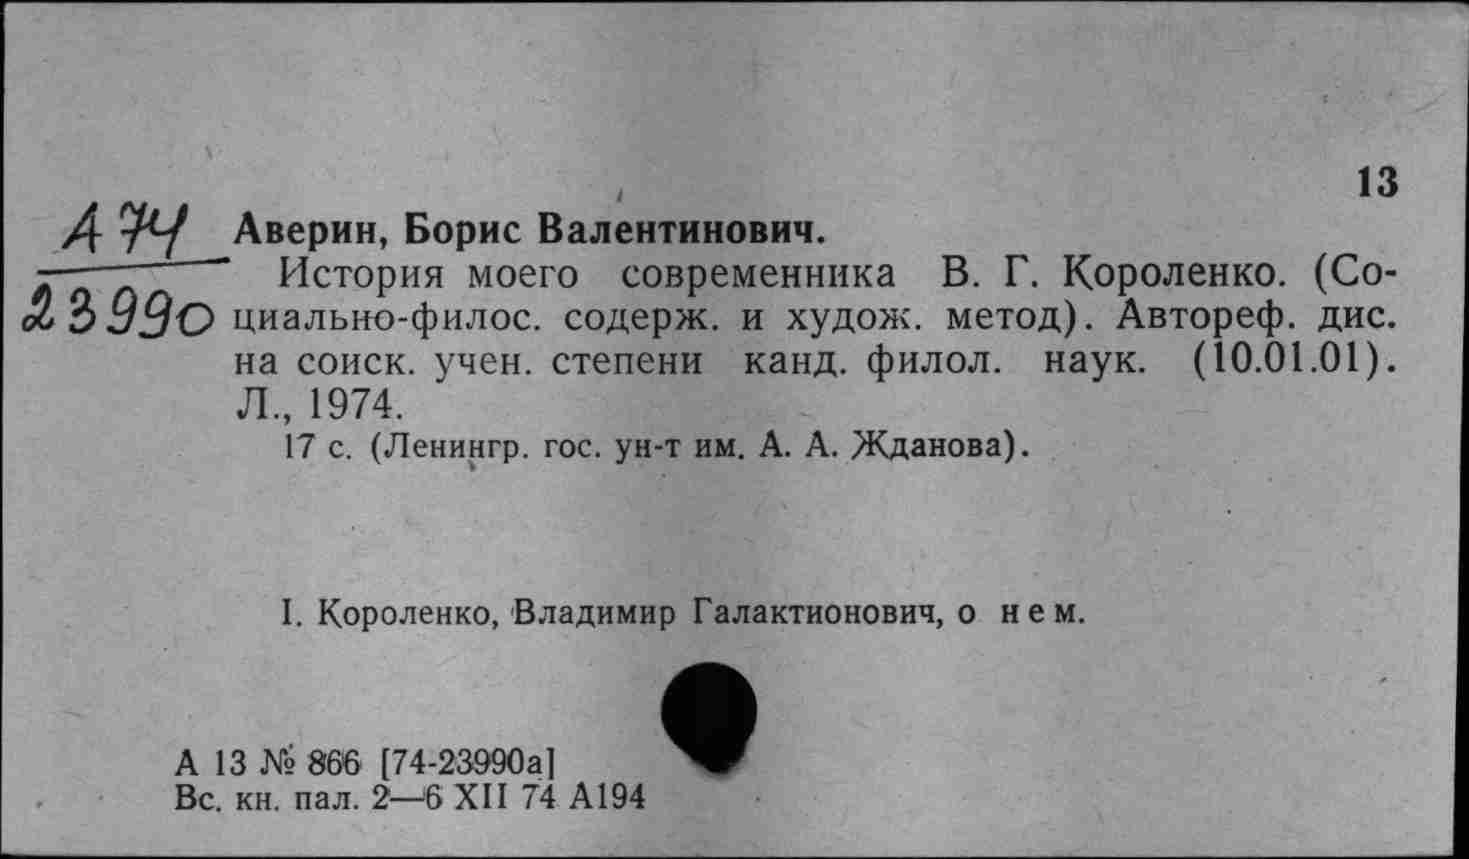 13
А 74
23990
Аверин, Борис Валентинович.
История моего современника В. Г. Короленко. (Со-
циально-филос. содерж. и худож. метод). Автореф. дис.
на соиск. учен. степени канд. филол. наук. (10.01.01).
Л., 1974.
17 с. (Ленингр. гос. ун-т им. А. А. Жданова).
I. Короленко, Владимир Галактионович, о нем.
А 13 № 866 [74-23990а]
Вс. кн. пал. 2—6 XII 74 А194